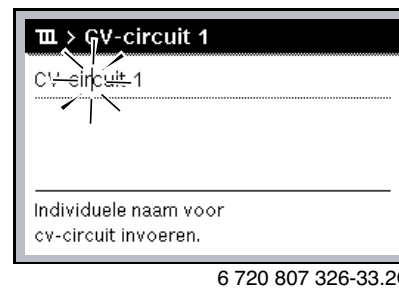 > CV-circuit 1
CV-circuit 1
Individuele naam voor
cv-circuit invoeren.
6 720 807 326-33.2